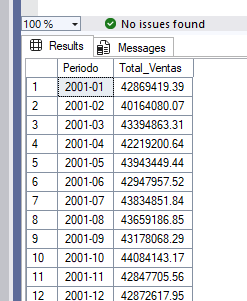 100 %
No issues found
Results Messages
Periodo Total_Ventas
1 2001-01 42869419.39
2 2001-02 40164080.07
3 2001-03 43394863.31
4 2001-04 42219200.64
5 2001-05 43943449.44
6 2001-06 42947957.52
7 2001-07 43834851.84
8 2001-08 43659186.85
9 2001-09 43178068.29
10 2001-10 44084143.17
11 2001-11 42847705.56
12 2001-12 42872617.95